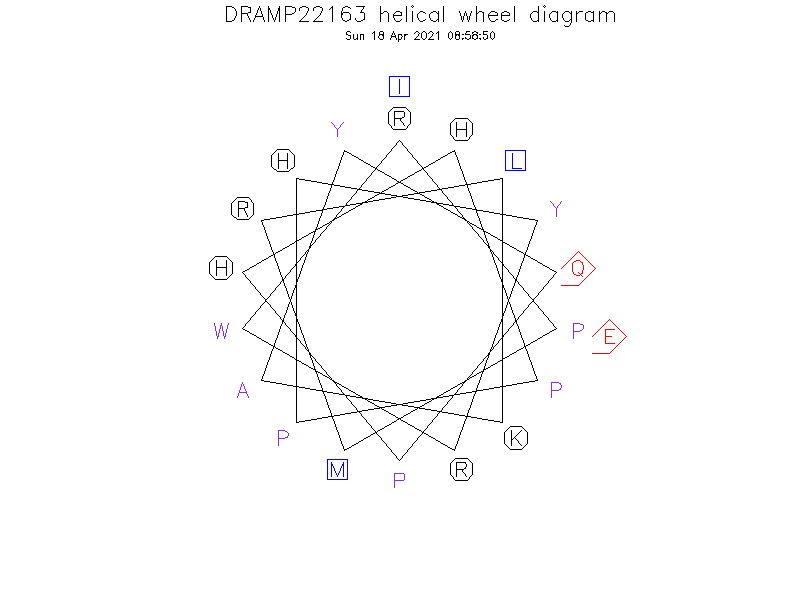 DRAMP22163 helical wheel diagram
Sun 18 Apr 2021 08:58:50
I
Y R H
H L
R Y
H Q
W P E
A P
P K
M P R